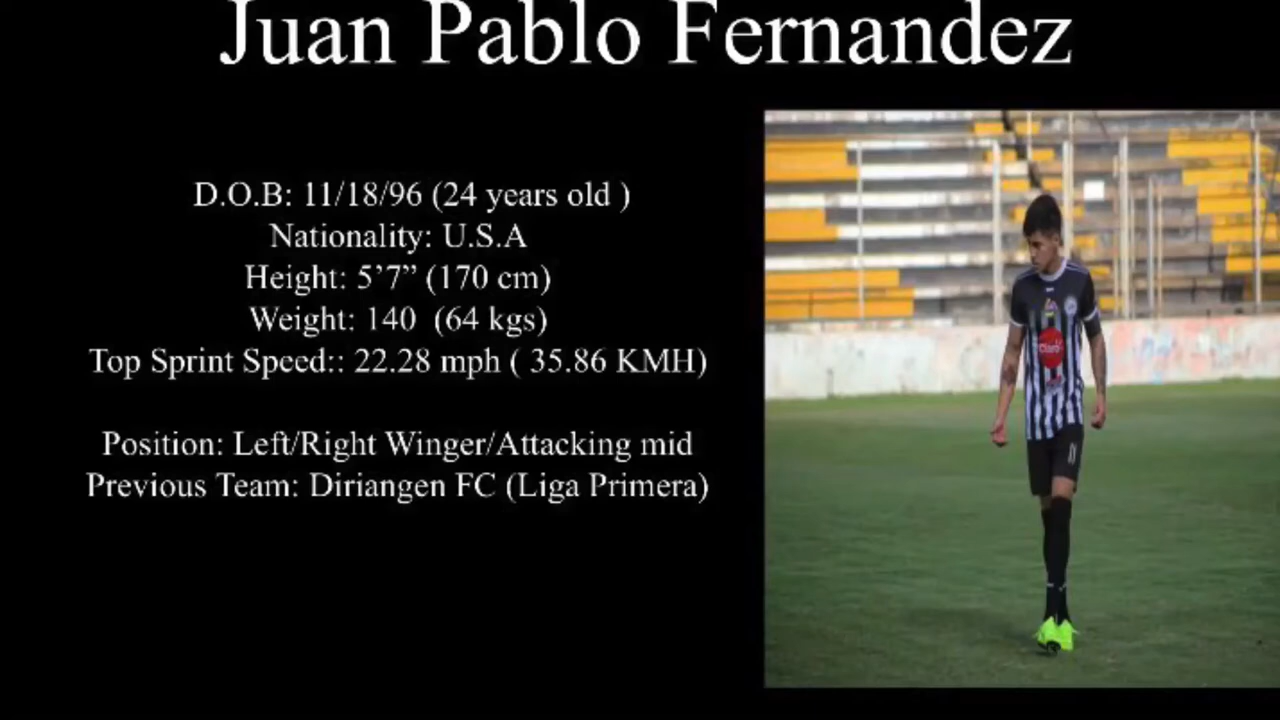 Juan Pablo Fernandez
D.O.B: 11/18/96 (24 years old )
Nationality: U.S.A
Height: 5’7” (170 cm)
Weight: 140  (64 kgs)
Top Sprint Speed:: 22.28 mph ( 35.86 KMH)
Position: Left/Right Winger/Attacking mid
Previous Team: Diriangen FC (Liga Primera)
Claro
11